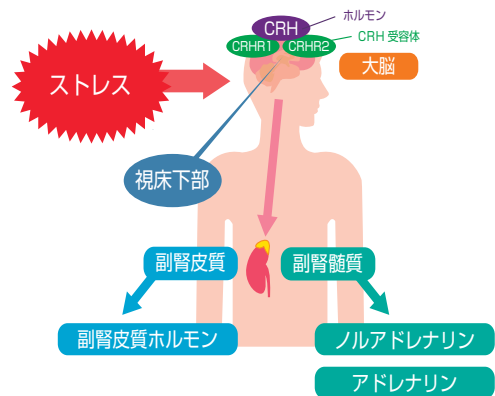 CRH
ホルモン
CRHR1
CRHR2
CRH 受容体
大脳
ストレス
視床下部
副腎皮質
副腎髄質
副腎皮質ホルモン
ノルアドレナリン
アドレナリン